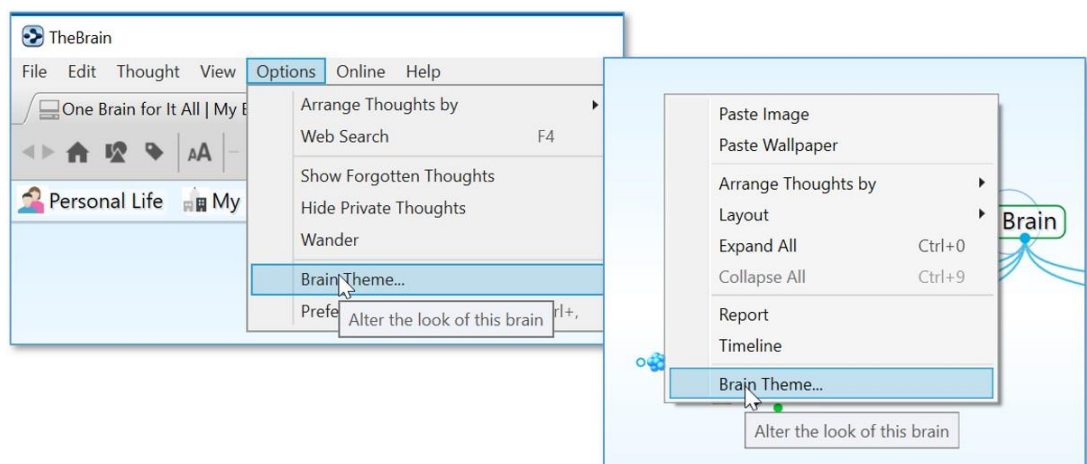 TheBrain
File Edit Thought View Options Online Help
One Brain for It All | My
Arrange Thoughts by
Web Search F4
Show Forgotten Thoughts
Hide Private Thoughts
Wander
Brain Theme...
Alter the look of this brain
AA
Personal Life My
Paste Image
Paste Wallpaper
Arrange Thoughts by
Layout
Expand All Ctrl+0
Collapse All Ctrl+9
Report
Timeline
Brain Theme...
Alter the look of this brain
Brain